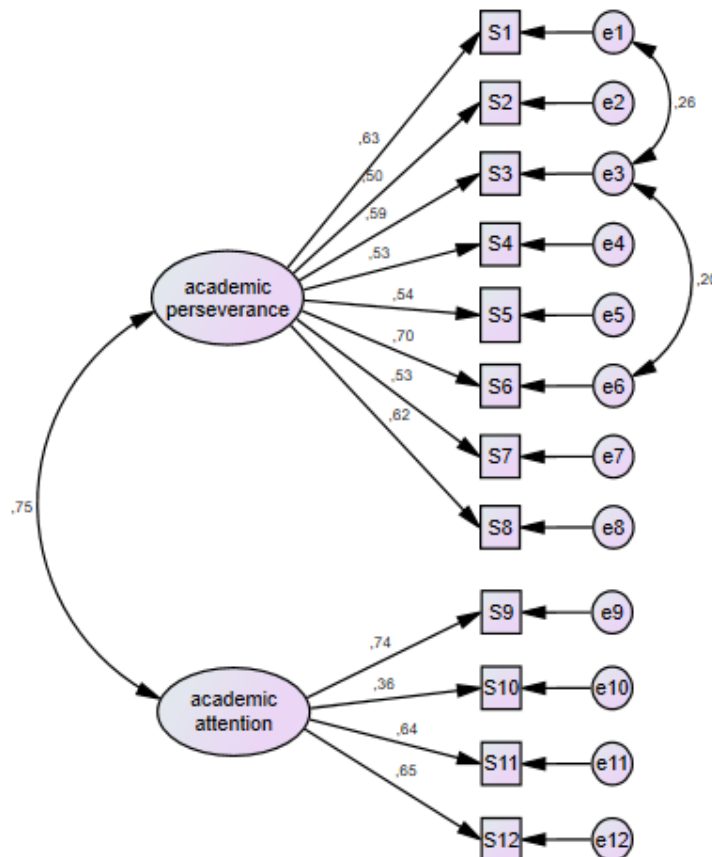 S1 e1
S2 e2
,26
,63
,50
S3 e3
,59
S4 e4
,53
academic
perseverance
,54
S5 e5
,20
,70
S6 e6
,53
,62
S7 e7
,75
S8 e8
S9 e9
,74
academic
attention
,36
S10 e10
,64
S11 e11
,65
S12 e12